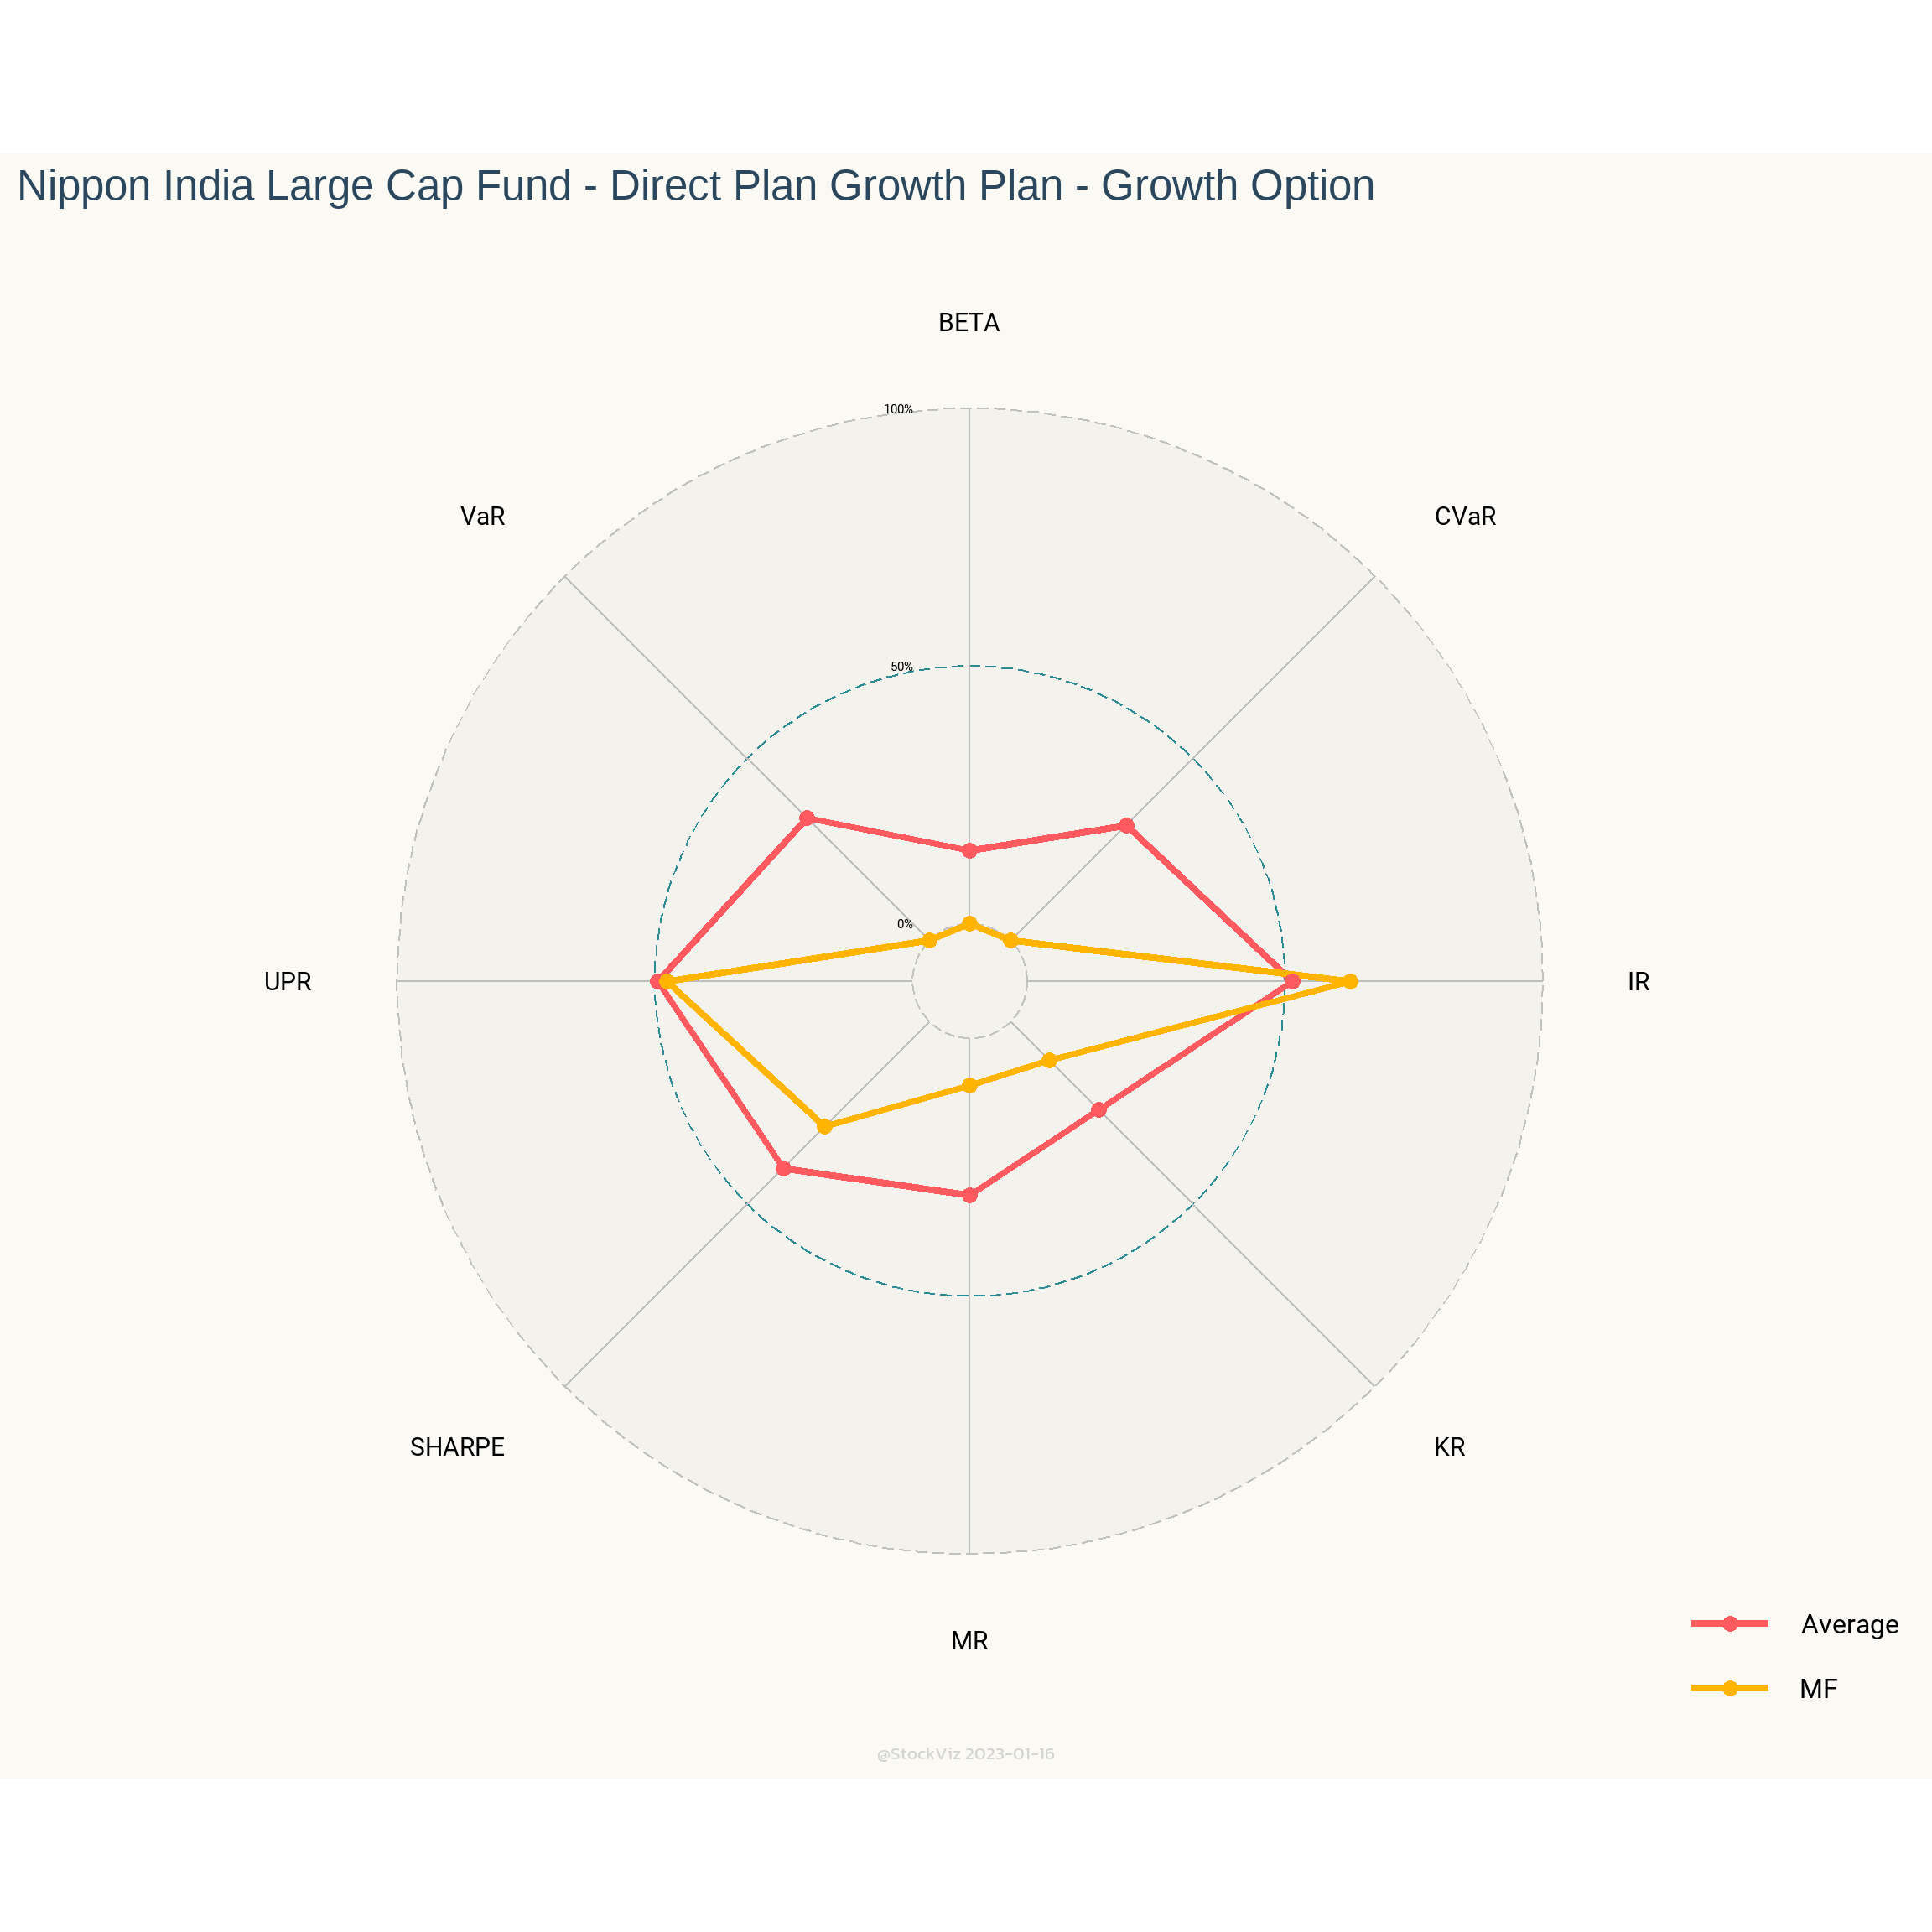 Nippon India Large Cap Fund - Direct Plan Growth Plan - Growth Option
BETA
100%
VaR
CVaR
50%
0%
UPR
IR
SHARPE
KR
MR
Average
MF
@StockViz 2023-01-16